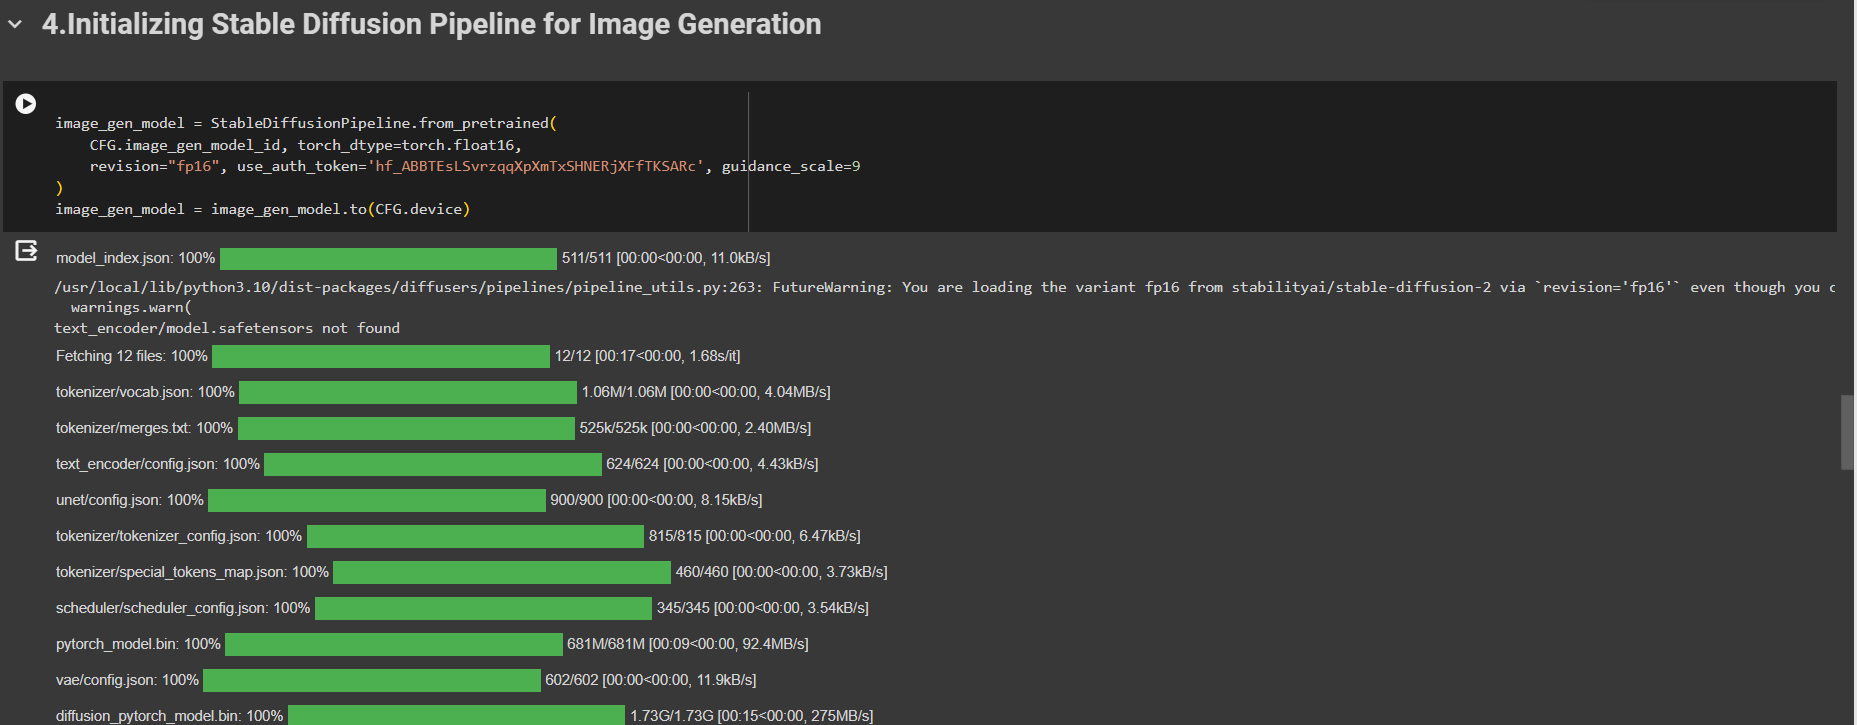 4.Initializing Stable Diffusion Pipeline for Image Generation
image_gen_model = StableDiffusionPipeline.from_pretrained(
    CFG.image_gen_model_id, torch_dtype=torch.float16,
    revision="fp16", use_auth_token='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', guidance_scale=9
)
image_gen_model = image_gen_model.to(CFG.device)
model_index.json: 100% 511/511 [00:00<00:00, 11.0kB/s]
/usr/local/lib/python3.10/dist-packages/diffusers/pipelines/pipeline_utils.py:263: FutureWarning: You are loading the variant fp16 from stabilityai/stable-diffusion-2 via `revision='fp16'` even though you c
  warnings.warn(
text_encoder/model.safetensors not found
Fetching 12 files: 100% 12/12 [00:17<00:00, 1.68s/it]
tokenizer/vocab.json: 100% 1.06M/1.06M [00:00<00:00, 4.04MB/s]
tokenizer/merges.txt: 100% 525k/525k [00:00<00:00, 2.40MB/s]
text_encoder/config.json: 100% 624/624 [00:00<00:00, 4.43kB/s]
unet/config.json: 100% 900/900 [00:00<00:00, 8.15kB/s]
tokenizer/tokenizer_config.json: 100% 815/815 [00:00<00:00, 6.47kB/s]
tokenizer/special_tokens_map.json: 100% 460/460 [00:00<00:00, 3.73kB/s]
scheduler/scheduler_config.json: 100% 345/345 [00:00<00:00, 3.54kB/s]
pytorch_model.bin: 100% 681M/681M [00:09<00:00, 92.4MB/s]
vae/config.json: 100% 602/602 [00:00<00:00, 11.9kB/s]
diffusion_pytorch_model.bin: 100% 1.73G/1.73G [00:15<00:00, 275MB/s]